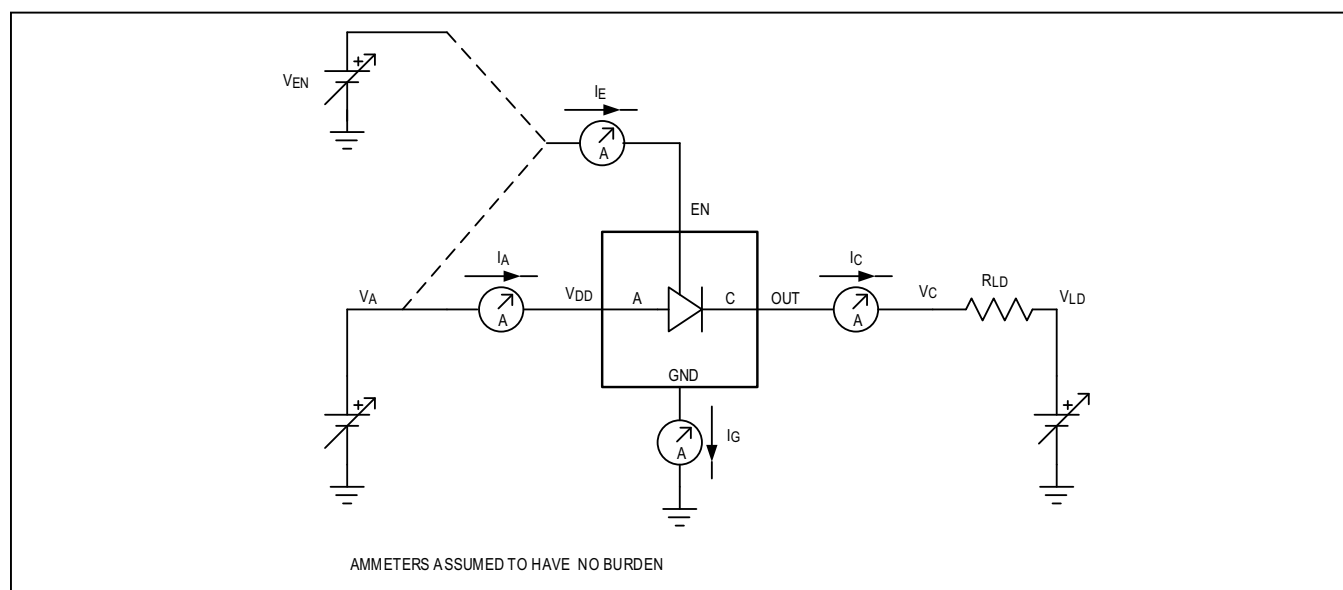 +
VEN
IE
A
EN
IA
IC
VA
VDD
A
C
OUT
VC
RLD
VLD
A
A
GND
+
+
IG
A
AMMETERS ASSUMED TO HAVE NO BURDEN